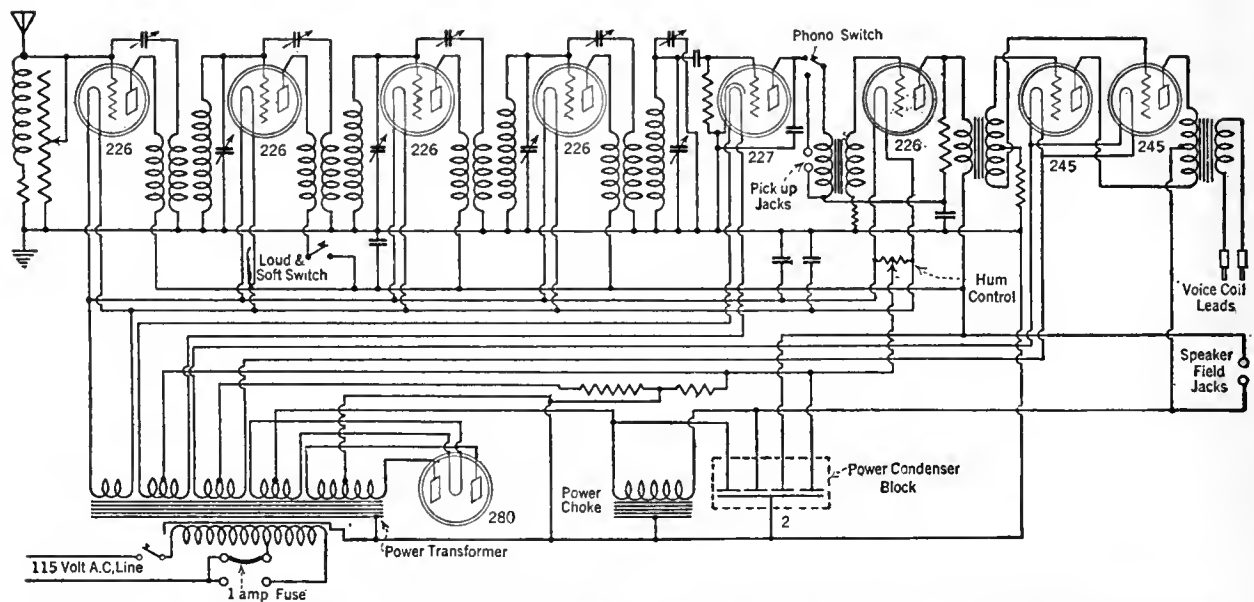 Phono Switch
226
226
226
226
227
226
245
245
Pick up
Jacks
Loud &
Soft Switch
Hum
Control
Voice Coil
Leads
Speaker
Field
Jacks
Power Condenser
Block
Power
Choke
280
2
Power Transformer
115 Volt A.C, Line
1 amp Fuse